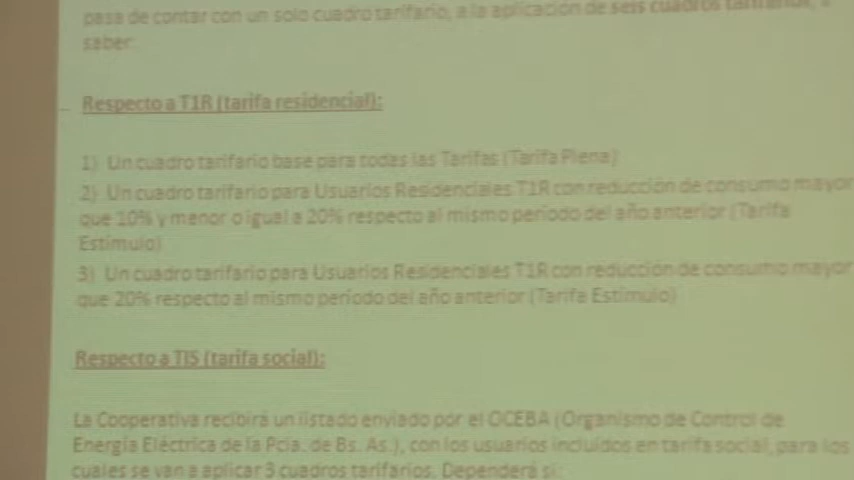 pasa de contar con un solo cuadro tarifario, a la aplicación de seis cuadros tarifarios, a
saber:
Respecto a T1R (tarifa residencial):
1) Un cuadro tarifario base para todas las Tarifas (Tarifa Plena)
2) Un cuadro tarifario para Usuarios Residenciales T1R con reducción de consumo mayor
que 10% y menor o igual a 20% respecto al mismo periodo del año anterior (Tarifa
Estímulo)
3) Un cuadro tarifario para Usuarios Residenciales T1R con reducción de consumo mayor
que 20% respecto al mismo periodo del año anterior (Tarifa Estímulo)
Respecto a TIS (tarifa social):
La Cooperativa recibirá un listado enviado por el OCEBA (Organismo de Control de
Energía Eléctrica de la Pcia. de Bs. As.), con los usuarios incluídos en tarifa social, para los
cuales se van a aplicar 3 cuadros tarifarios. Dependerá si: